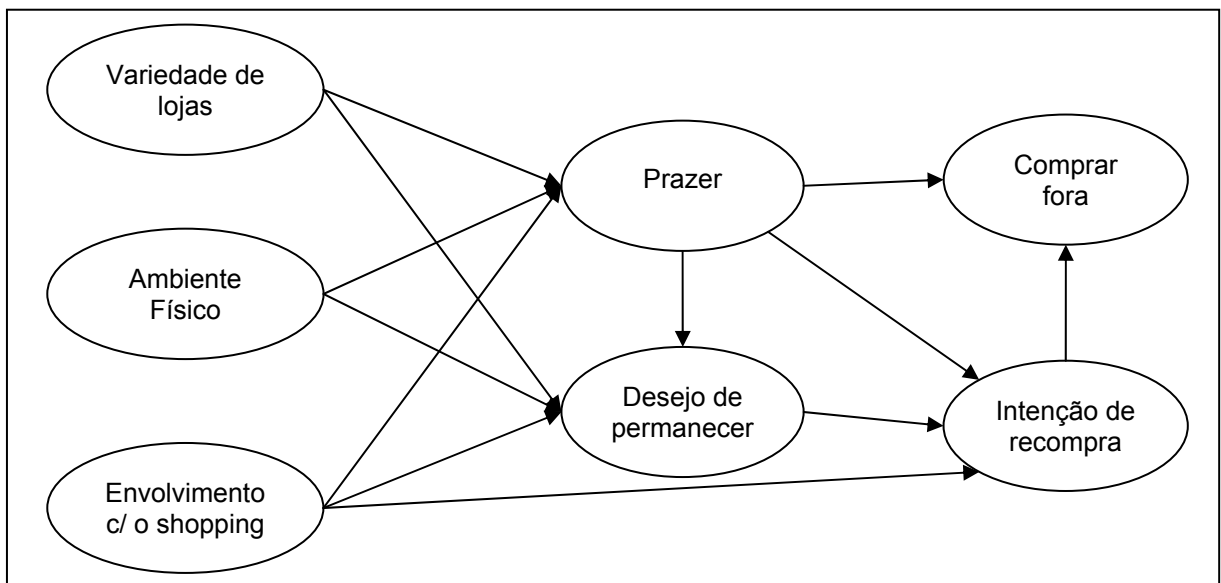 Variedade de
lojas
Ambiente
Físico
Envolvimento
c/ o shopping
Prazer
Desejo de
permanecer
Comprar
fora
Intenção de
recompra